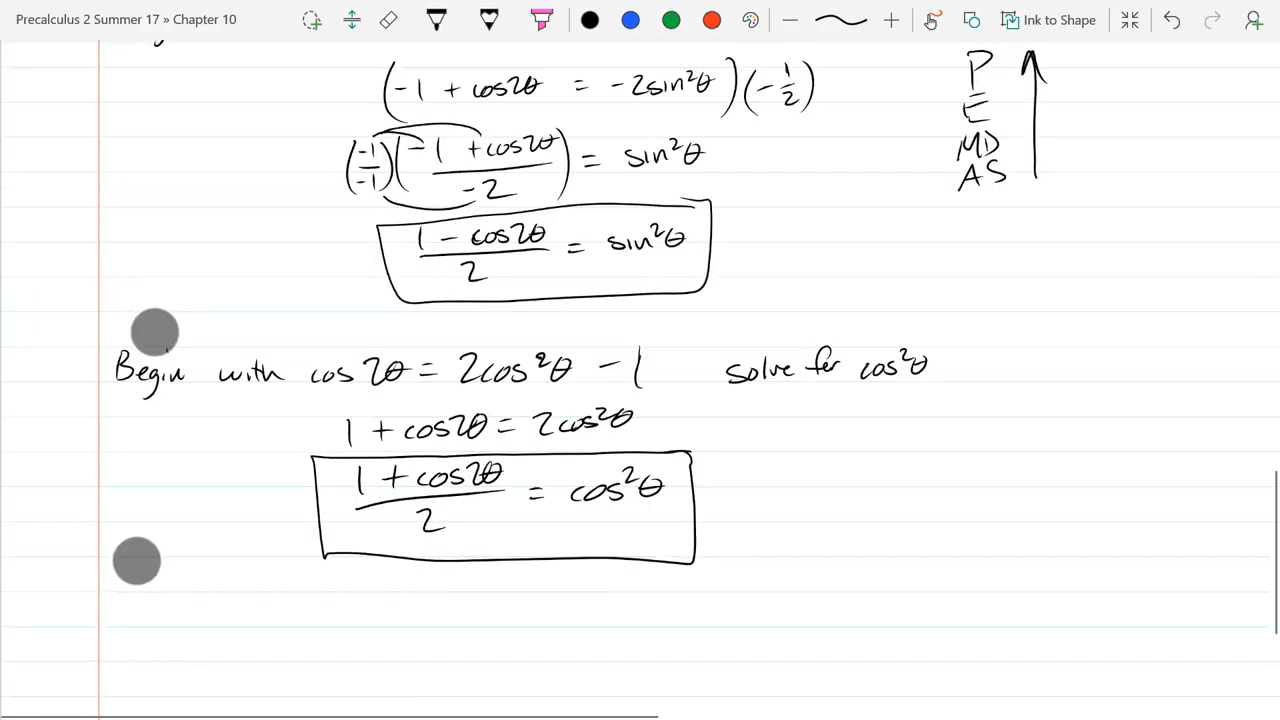 Precalculus 2 Summer 17 » Chapter 10
Ink to Shape
(-1 + cos2θ = -2sin²θ)(-1/2)
(-1/-1)((-1 + cos2θ)/-2) = sin²θ
(1 - cos2θ)/2 = sin²θ
P
E
MD
AS
Begin with cos 2θ = 2cos²θ - 1 solve for cos²θ
1 + cos2θ = 2cos²θ
(1 + cos2θ)/2 = cos²θ